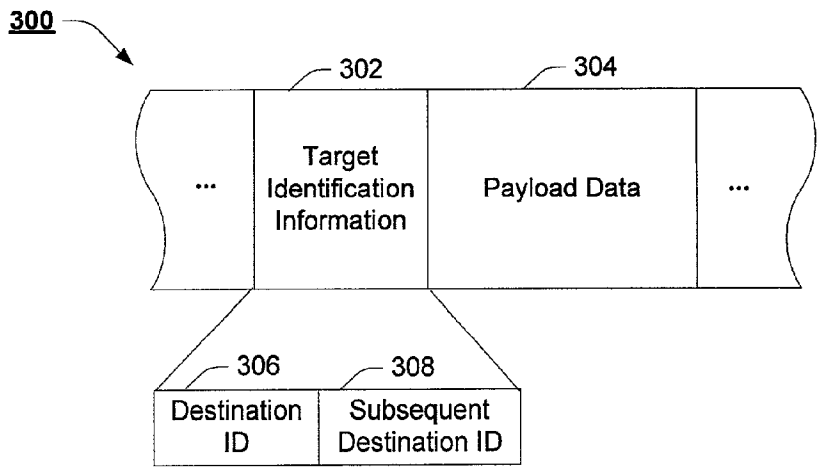 300
302
304
...
Target
Identification
Information
Payload Data
...
306
308
Destination
ID
Subsequent
Destination ID